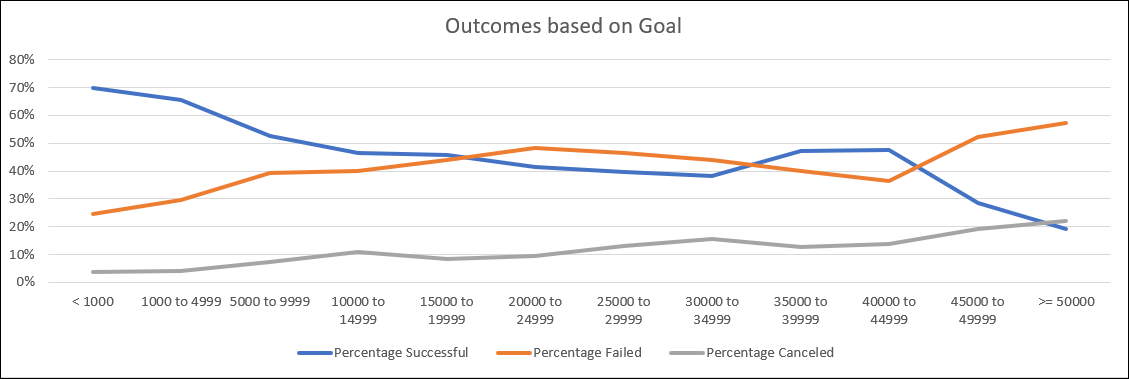 Outcomes based on Goal
80%
70%
60%
50%
40%
30%
20%
10%
0%
< 1000
1000 to 4999
5000 to 9999
10000 to
14999
15000 to
19999
20000 to
24999
25000 to
29999
30000 to
34999
35000 to
39999
40000 to
44999
45000 to
49999
>= 50000
Percentage Successful
Percentage Failed
Percentage Canceled